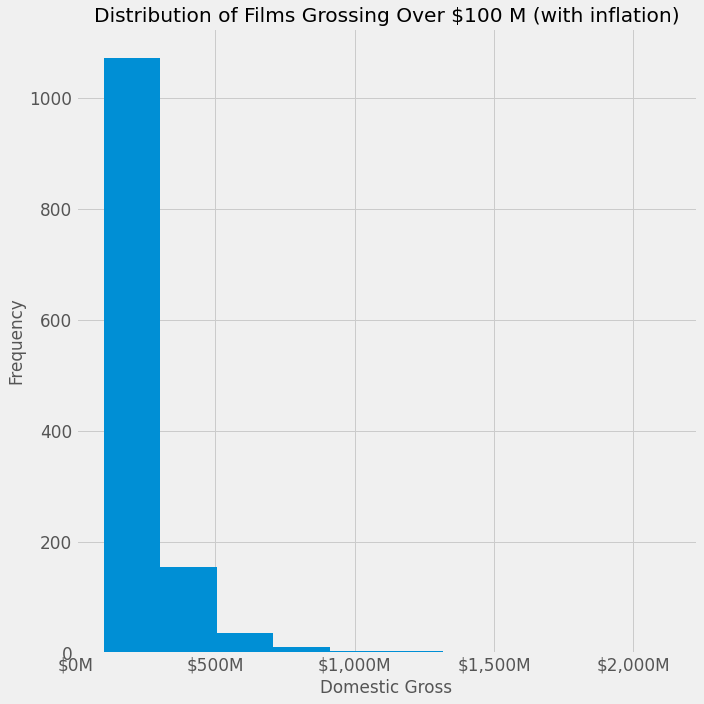 Distribution of Films Grossing Over $100 M (with inflation)
1000
800
600
400
200
0
Frequency
$0M $500M $1,000M $1,500M $2,000M
Domestic Gross